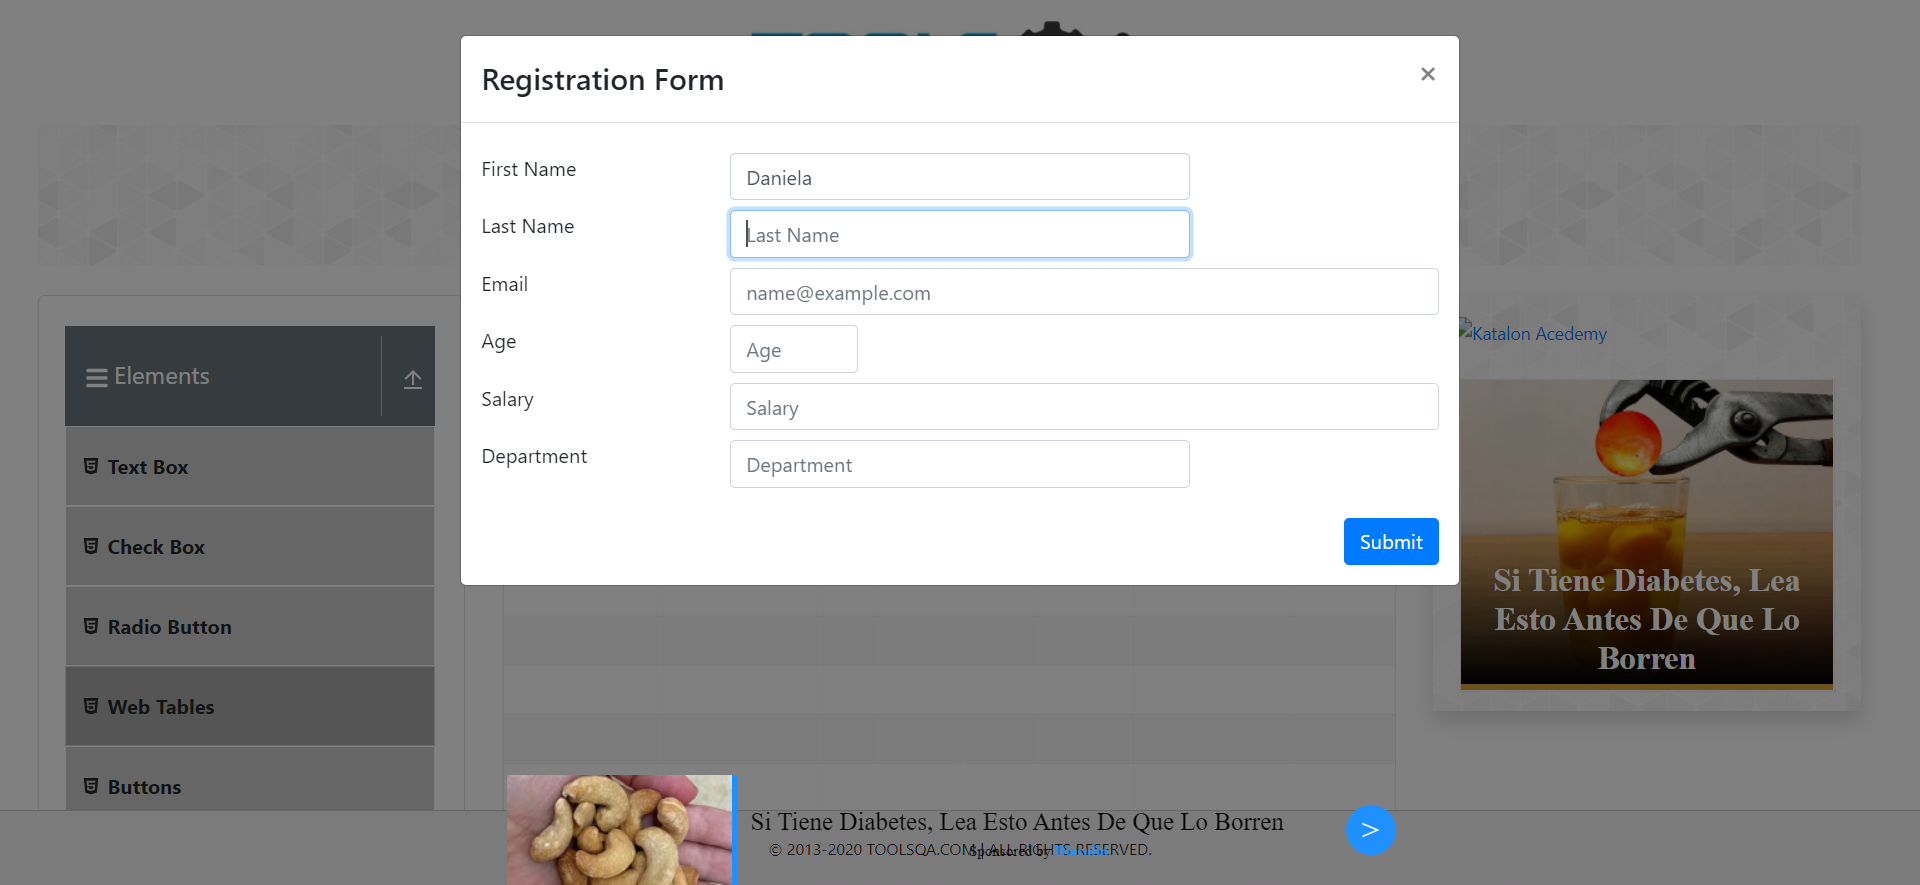 Registration Form
×
First Name
Daniela
Last Name
Last Name
Email
name@example.com
Age
Age
Salary
Salary
Department
Department
Submit
Elements
Text Box
Check Box
Radio Button
Web Tables
Buttons
Katalon Acedemy
Si Tiene Diabetes, Lea
Esto Antes De Que Lo
Borren
Si Tiene Diabetes, Lea Esto Antes De Que Lo Borren
>
© 2013-2020 TOOLSQA.COM | ALL RIGHTS RESERVED.
Sponsored by